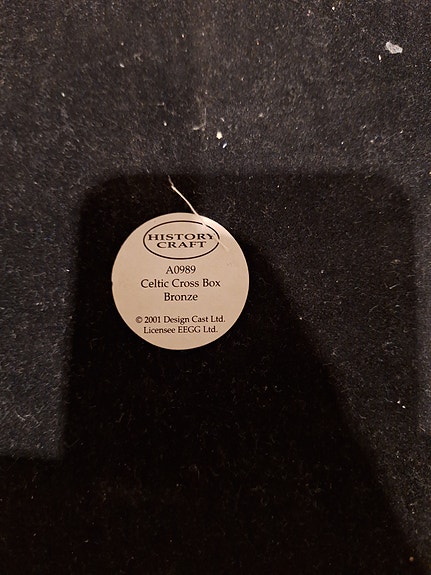 HISTORY
CRAFT
A0989
Celtic Cross Box
Bronze
© 2001 Design Cast Ltd.
Licensee EEGG Ltd.